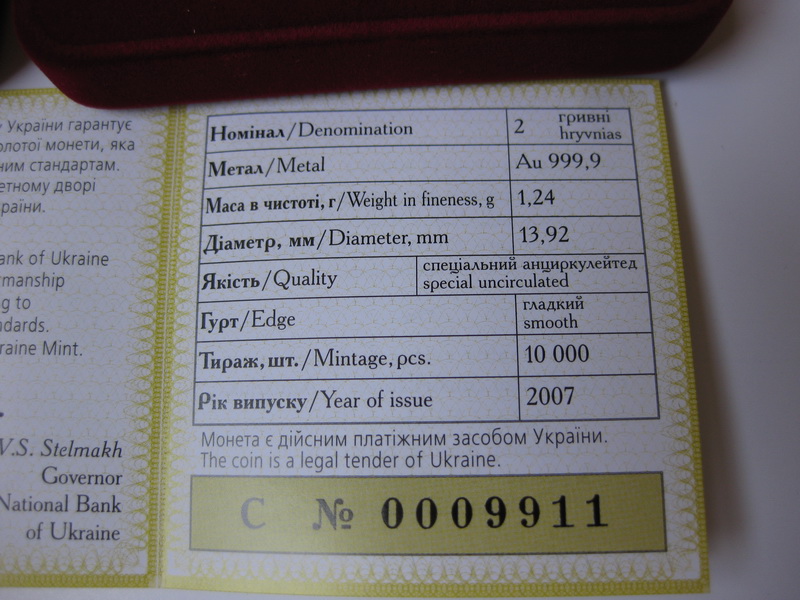 України гарантує
золотої монети, яка
ним стандартам.
етному дворі
раїни.
ank of Ukraine
manship
g to
ndards.
raine Mint.
V.S. Stelmakh
Governor
National Bank
of Ukraine
Номінал/Denomination 2 гривні hryvnias
Метал/Metal Au 999,9
Маса в чистоті, г/Weight in fineness, g 1,24
Діаметр, мм/Diameter, mm 13,92
Якість/Quality спеціальний анциркулейтед special uncirculated
Гурт/Edge гладкий smooth
Тираж, шт./Mintage, pcs. 10 000
Рік випуску/Year of issue 2007
Монета є дійсним платіжним засобом України.
The coin is a legal tender of Ukraine.
С № 0009911